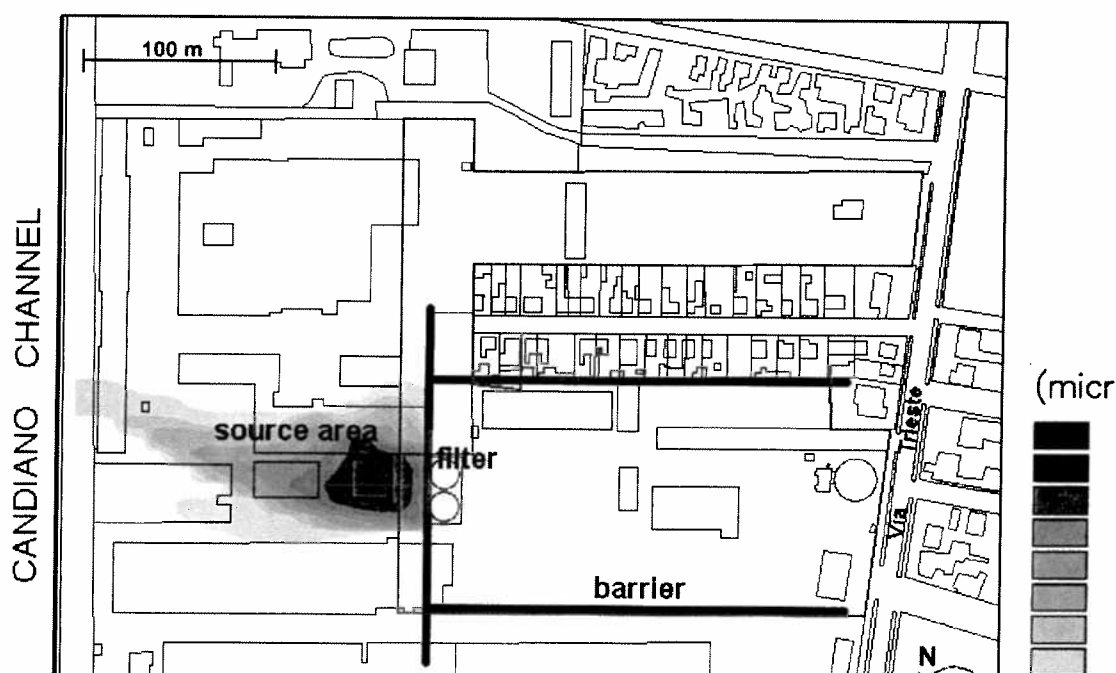 100 m
CANDIANO CHANNEL
(micr
source area
filter
Via Trieste
barrier
N